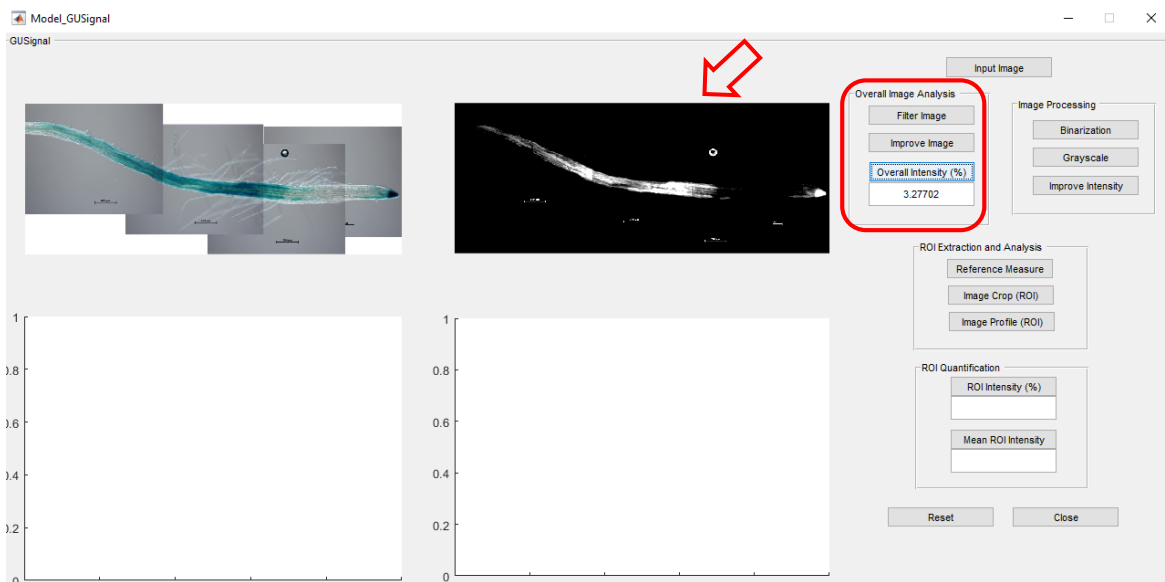 Model_GUSignal
GUSignal
Input Image
Overall Image Analysis
Filter Image
Improve Image
Overall Intensity (%)
3.27702
Image Processing
Binarization
Grayscale
Improve Intensity
ROI Extraction and Analysis
Reference Measure
Image Crop (ROI)
Image Profile (ROI)
ROI Quantification
ROI Intensity (%)
Mean ROI Intensity
Reset
Close
1
0.8
0.6
0.4
0.2
0
1
0.8
0.6
0.4
0.2
0